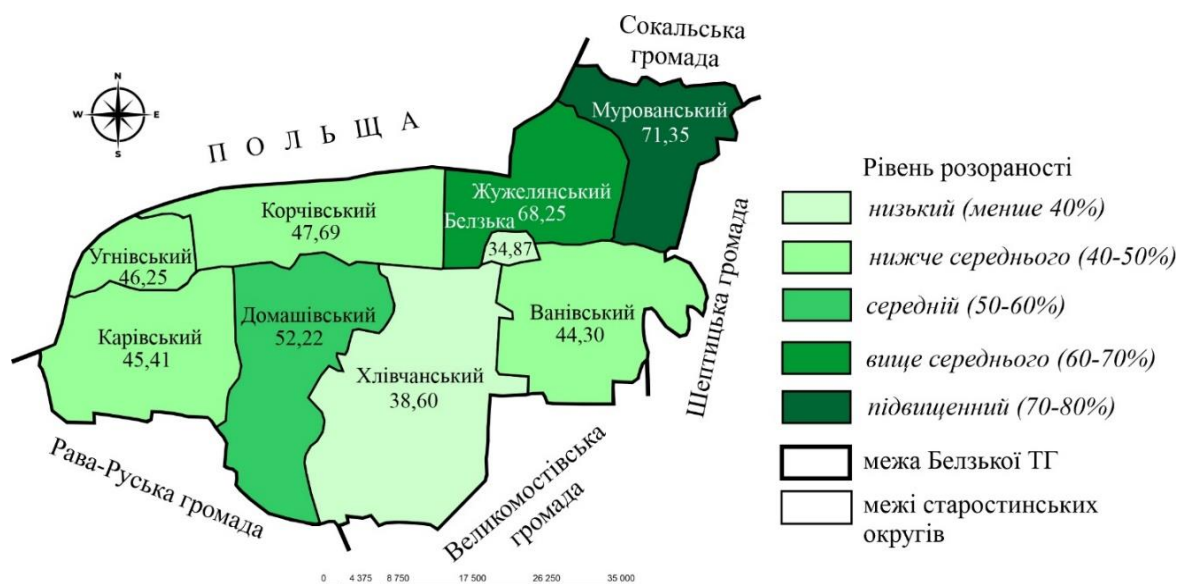 Сокальська
громада
N
W E
S
ПОЛЬЩА
Мурованський
71,35
Жужелянський
68,25
Белзька
34,87
Корчівський
47,69
Угнівський
46,25
Карівський
45,41
Домашівський
52,22
Хлівчанський
38,60
Ванівський
44,30
Шептицька громада
Рава-Руська громада
Великомостівська
громада
0 4 375 8 750 17 500 26 250 35 000
Рівень розораності
низький (менше 40%)
нижче середнього (40-50%)
середній (50-60%)
вище середнього (60-70%)
підвищенний (70-80%)
межа Белзької ТГ
межі старостинських
округів